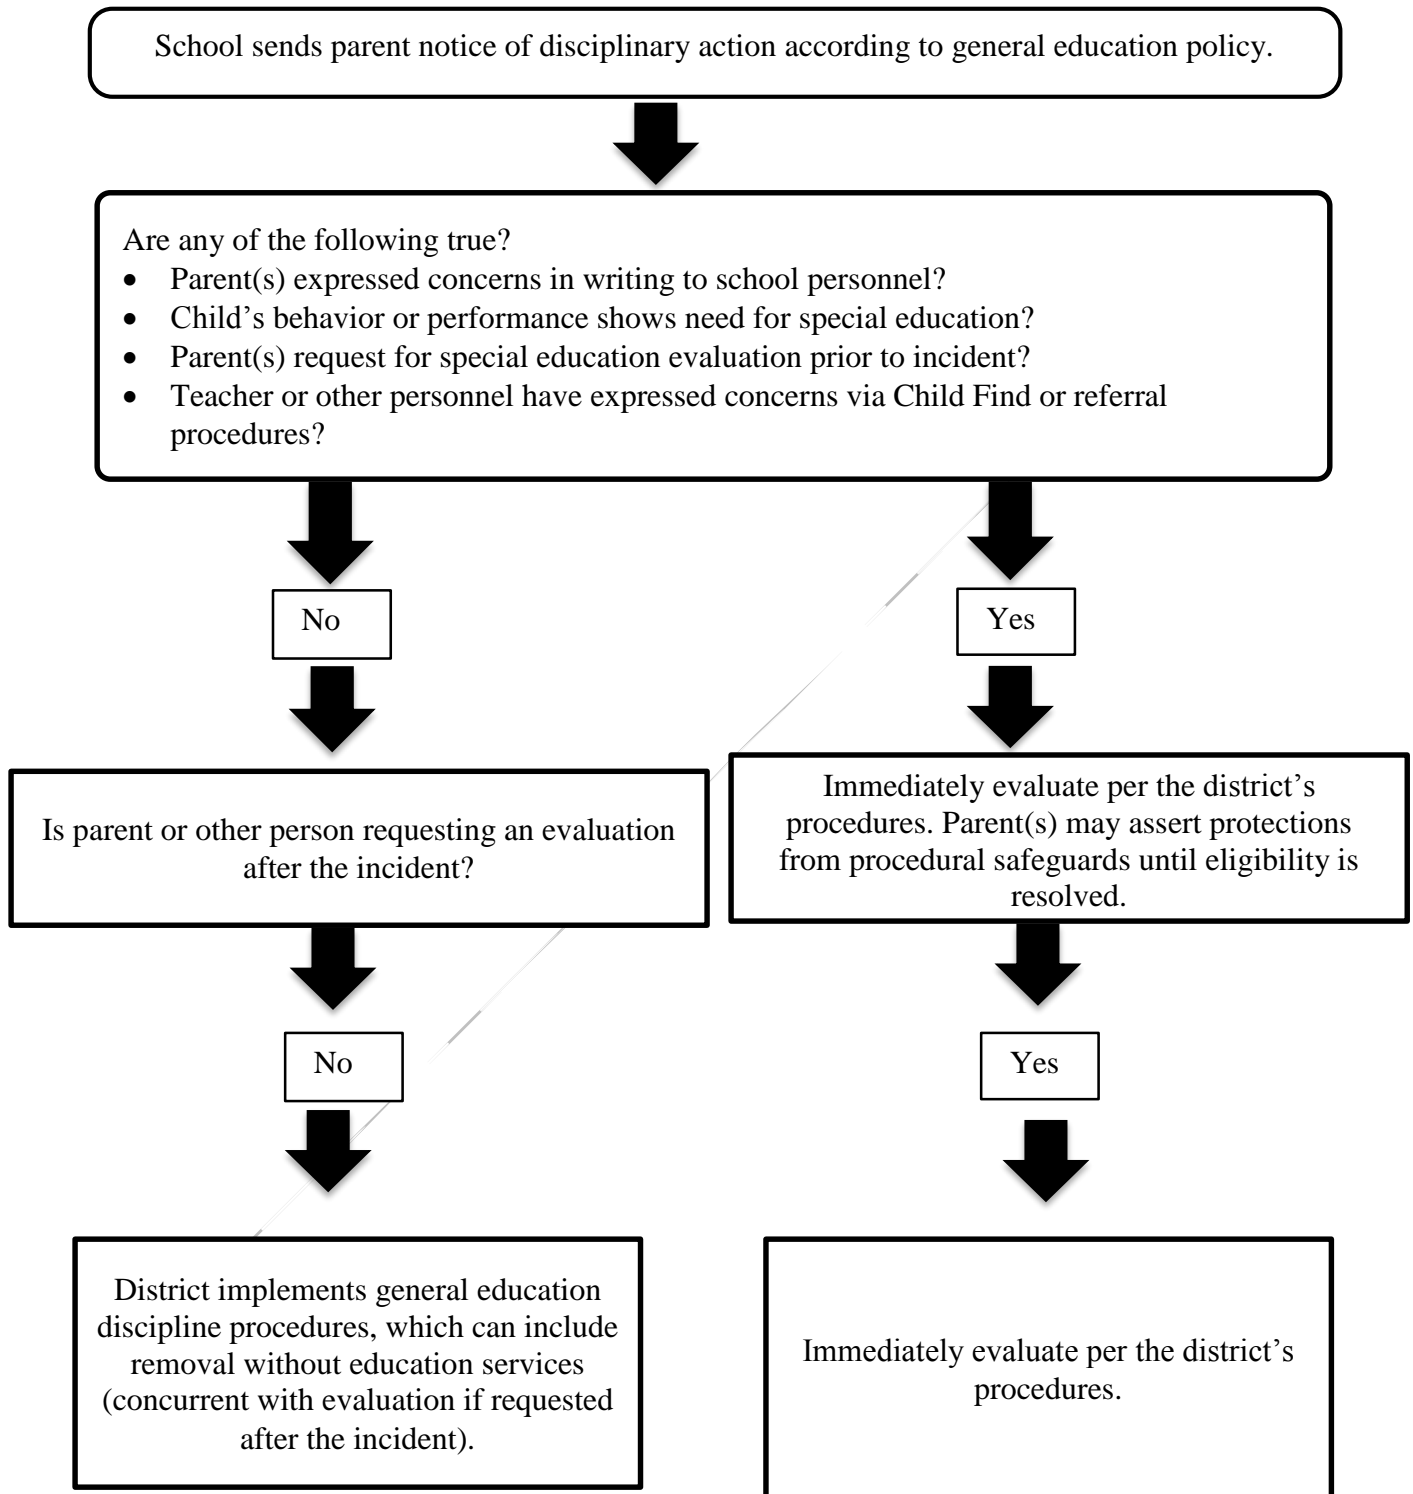 School sends parent notice of disciplinary action according to general education policy.
Are any of the following true?
• Parent(s) expressed concerns in writing to school personnel?
• Child’s behavior or performance shows need for special education?
• Parent(s) request for special education evaluation prior to incident?
• Teacher or other personnel have expressed concerns via Child Find or referral
procedures?
No
Yes
Is parent or other person requesting an evaluation
after the incident?
Immediately evaluate per the district’s
procedures. Parent(s) may assert protections
from procedural safeguards until eligibility is
resolved.
No
Yes
District implements general education
discipline procedures, which can include
removal without education services
(concurrent with evaluation if requested
after the incident).
Immediately evaluate per the district’s
procedures.